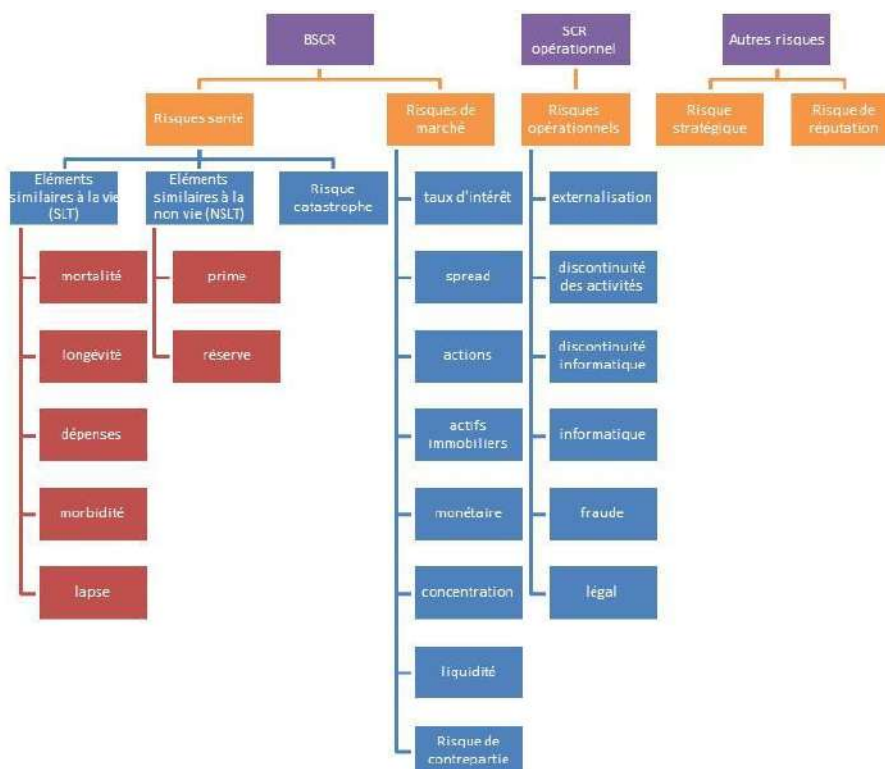 BSCR
SCR
opérationnel
Autres risques
Risques santé
Risques de
marché
Risques
opérationnels
Risque
stratégique
Risque de
réputation
Eléments
similaires à la vie
(SLT)
Eléments
similaires à la
non vie (NSLT)
Risque
catastrophe
mortalité
longévité
dépenses
morbidité
lapse
prime
réserve
taux d'intérêt
spread
actions
actifs
immobiliers
monétaire
concentration
liquidité
Risque de
contrepartie
externalisation
discontinuité
des activités
discontinuité
informatique
informatique
fraude
légal